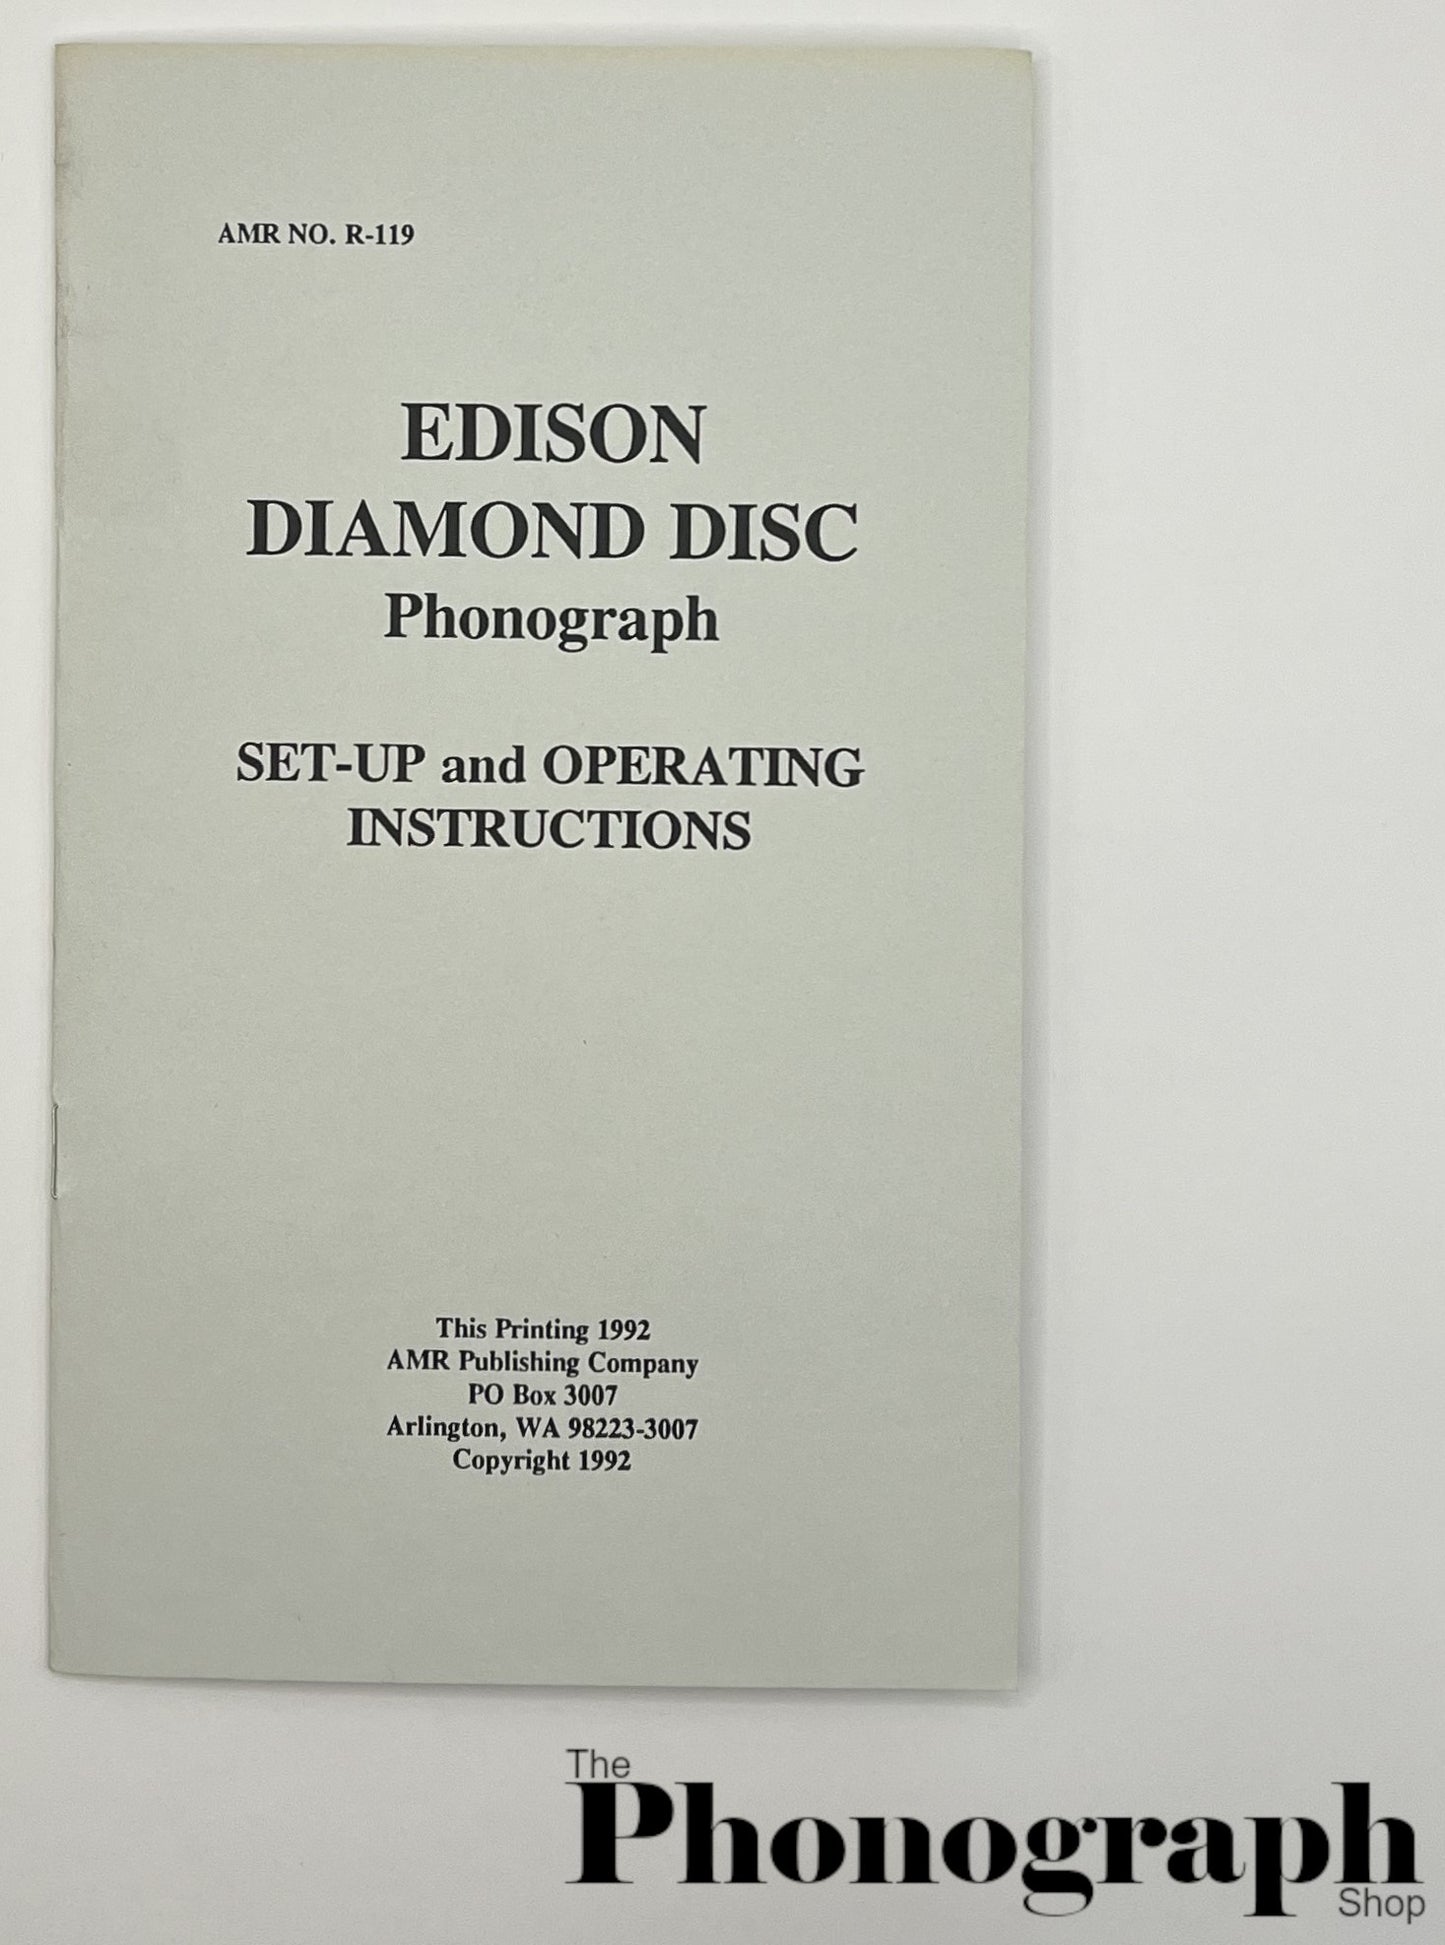 AMR NO. R-119
EDISON
DIAMOND DISC
Phonograph
SET-UP and OPERATING
INSTRUCTIONS
This Printing 1992
AMR Publishing Company
PO Box 3007
Arlington, WA 98223-3007
Copyright 1992
The
Phonograph
Shop